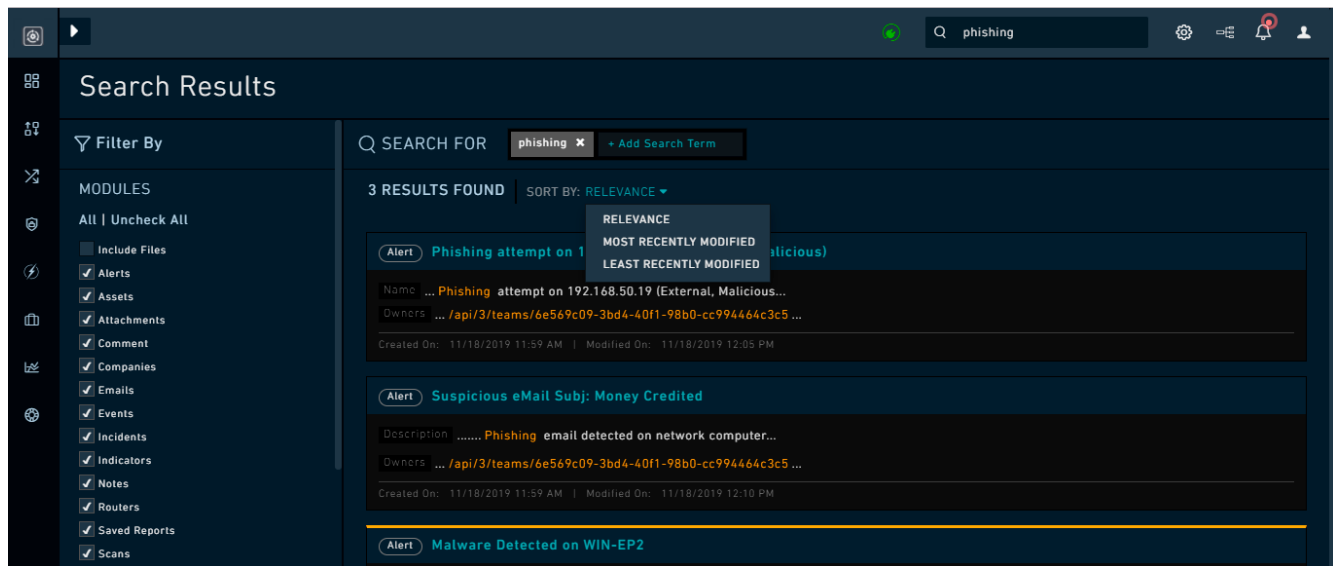 phishing
Search Results
Filter By
MODULES
All | Uncheck All
Include Files
Alerts
Assets
Attachments
Comment
Companies
Emails
Events
Incidents
Indicators
Notes
Routers
Saved Reports
Scans
SEARCH FOR phishing ✖ + Add Search Term
3 RESULTS FOUND SORT BY: RELEVANCE
RELEVANCE
MOST RECENTLY MODIFIED
LEAST RECENTLY MODIFIED
Alert Phishing attempt on 1 alicious)
Name ... Phishing attempt on 192.168.50.19 (External, Malicious...
Owners ... /api/3/teams/6e569c09-3bd4-40f1-98b0-cc994464c3c5 ...
Created On: 11/18/2019 11:59 AM | Modified On: 11/18/2019 12:05 PM
Alert Suspicious eMail Subj: Money Credited
Description ....... Phishing email detected on network computer...
Owners ... /api/3/teams/6e569c09-3bd4-40f1-98b0-cc994464c3c5 ...
Created On: 11/18/2019 11:59 AM | Modified On: 11/18/2019 12:10 PM
Alert Malware Detected on WIN-EP2